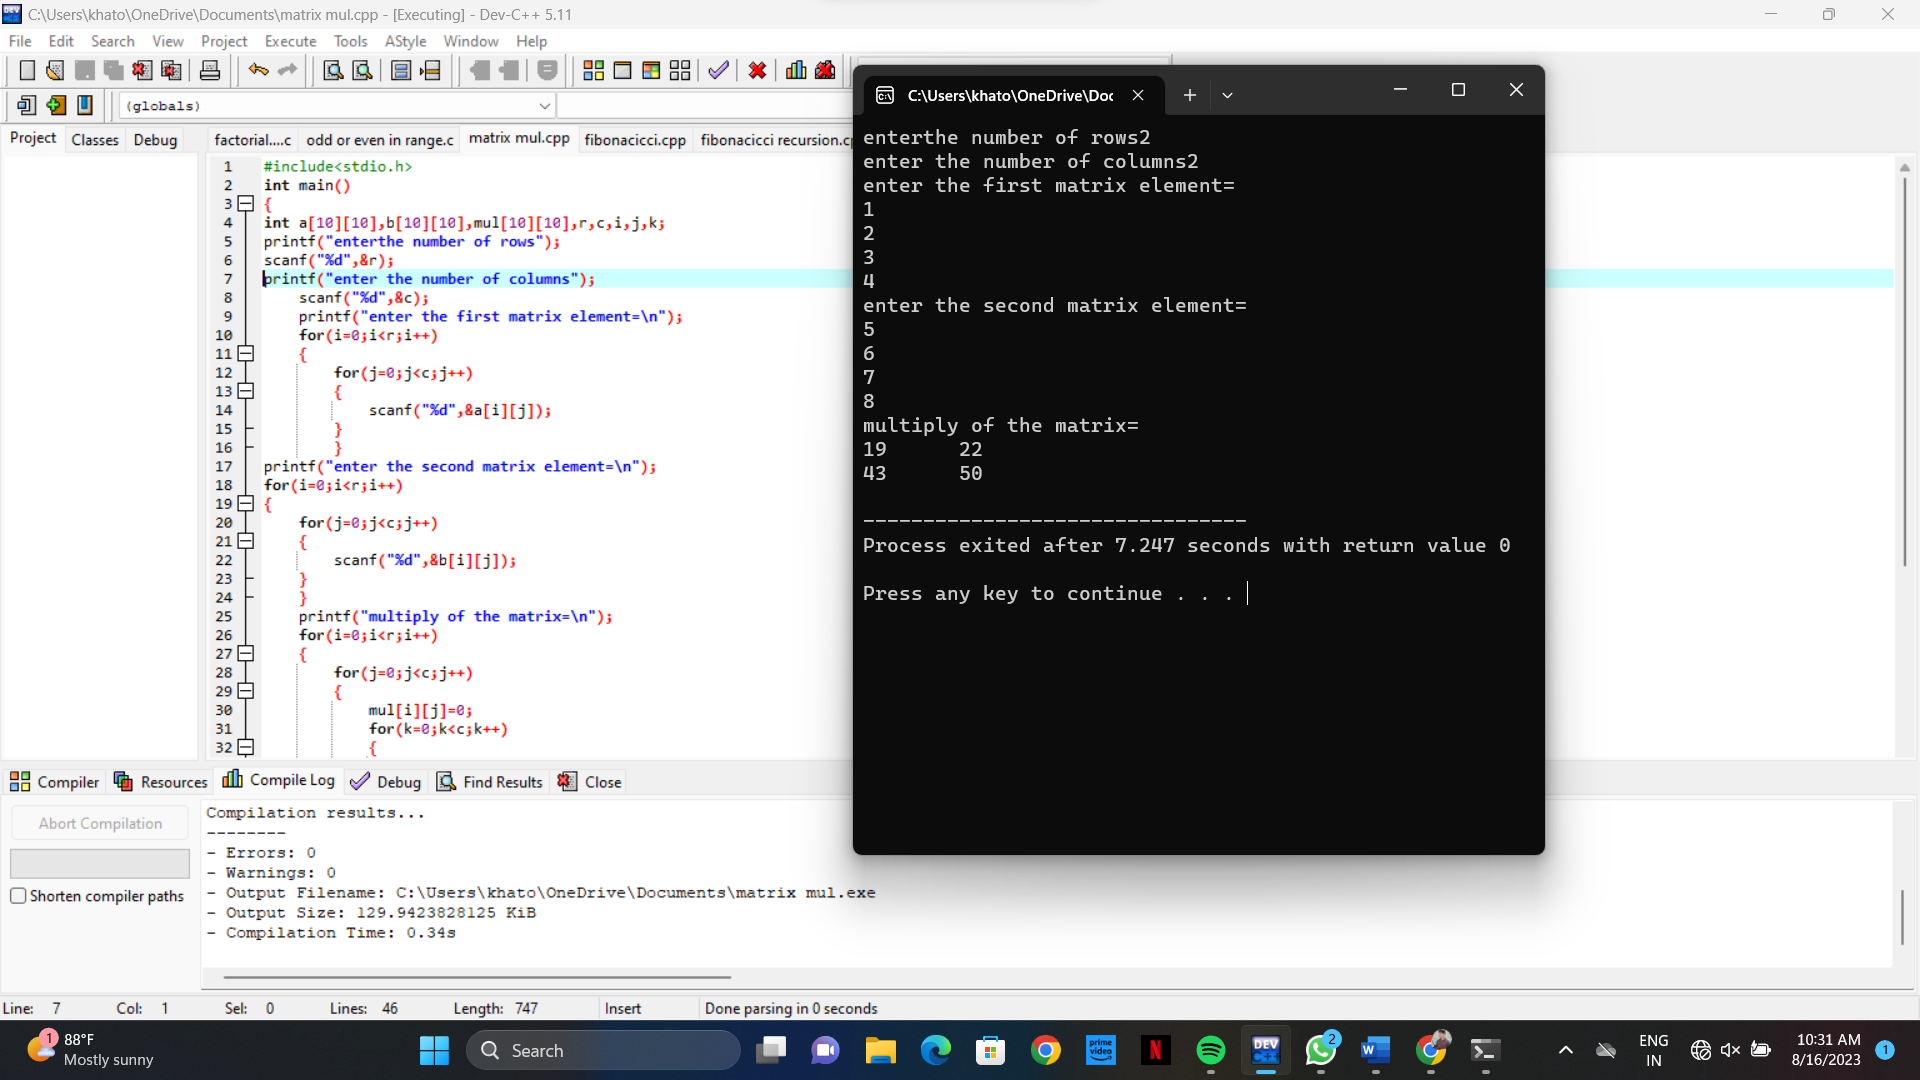 C:\Users\khato\OneDrive\Documents\matrix mul.cpp - [Executing] - Dev-C++ 5.11
File Edit Search View Project Execute Tools AStyle Window Help
(globals)
Project Classes Debug
factorial....c odd or even in range.c matrix mul.cpp fibonacicci.cpp fibonacicci recursion.cp
1 #include<stdio.h>
2 int main()
3 {
4 int a[10][10],b[10][10],mul[10][10],r,c,i,j,k;
5 printf("enterthe number of rows");
6 scanf("%d",&r);
7 printf("enter the number of columns");
8 scanf("%d",&c);
9 printf("enter the first matrix element=\n");
10 for(i=0;i<r;i++)
11 {
12 for(j=0;j<c;j++)
13 {
14 scanf("%d",&a[i][j]);
15 }
16 }
17 printf("enter the second matrix element=\n");
18 for(i=0;i<r;i++)
19 {
20 for(j=0;j<c;j++)
21 {
22 scanf("%d",&b[i][j]);
23 }
24 }
25 printf("multiply of the matrix=\n");
26 for(i=0;i<r;i++)
27 {
28 for(j=0;j<c;j++)
29 {
30 mul[i][j]=0;
31 for(k=0;k<c;k++)
32 {
C:\Users\khato\OneDrive\Doc
enterthe number of rows2
enter the number of columns2
enter the first matrix element=
1
2
3
4
enter the second matrix element=
5
6
7
8
multiply of the matrix=
19 22
43 50
--------------------------------
Process exited after 7.247 seconds with return value 0
Press any key to continue . . .
Compiler Resources Compile Log Debug Find Results Close
Abort Compilation
Shorten compiler paths
Compilation results...
--------
- Errors: 0
- Warnings: 0
- Output Filename: C:\Users\khato\OneDrive\Documents\matrix mul.exe
- Output Size: 129.9423828125 KiB
- Compilation Time: 0.34s
Line: 7 Col: 1 Sel: 0 Lines: 46 Length: 747 Insert Done parsing in 0 seconds
1
88°F
Mostly sunny
Search
prime video
N
DEV C++
2
W
ENG
IN
10:31 AM
8/16/2023
1